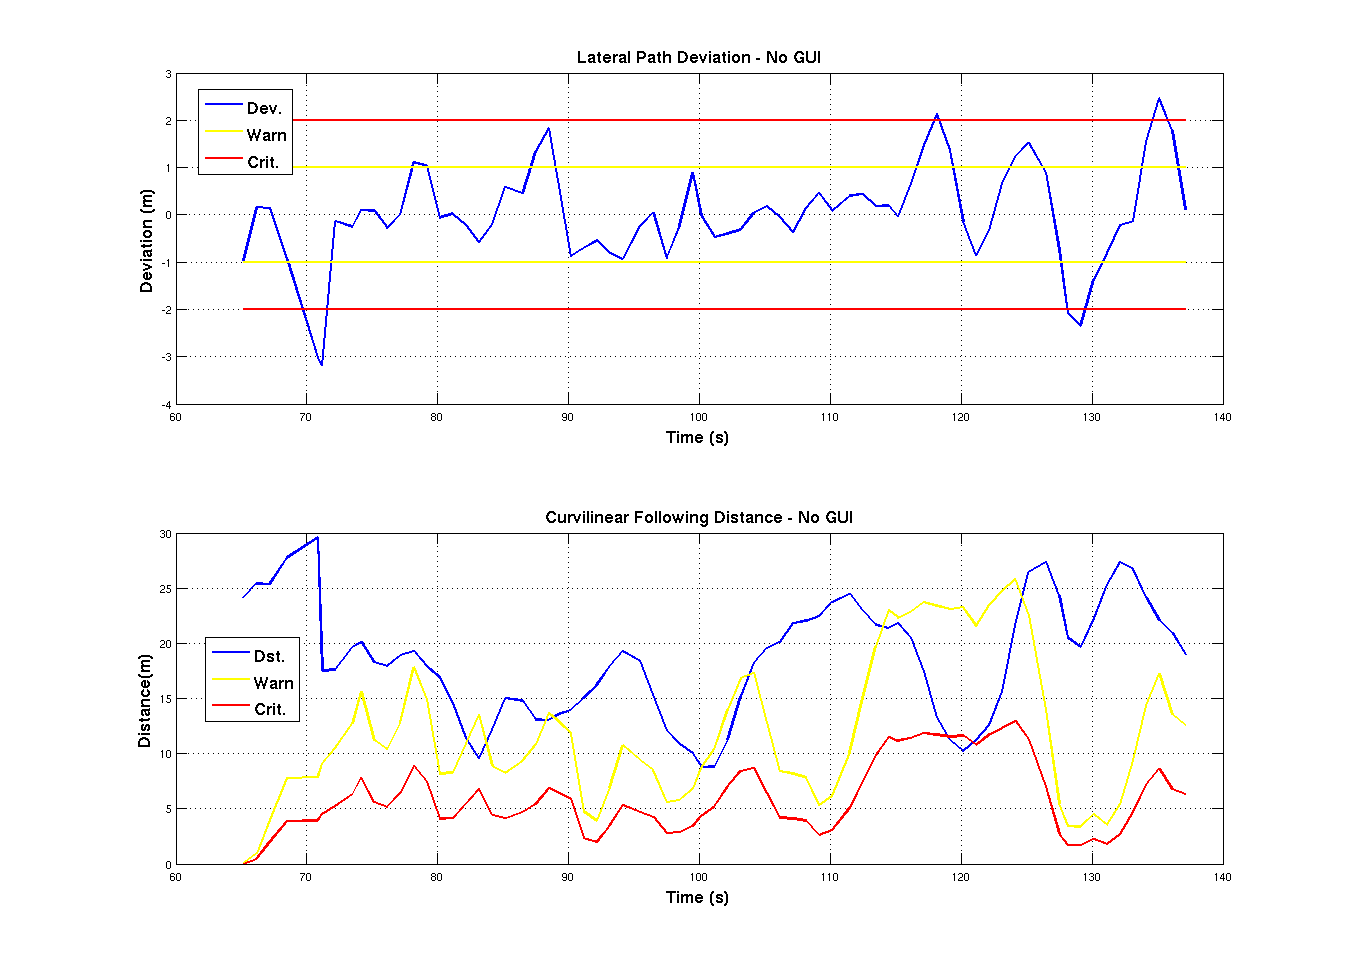 Lateral Path Deviation - No GUI
3
2
1
0
-1
-2
-3
-4
Deviation (m)
Dev.
Warn
Crit.
60 70 80 90 100 110 120 130 140
Time (s)
Curvilinear Following Distance - No GUI
30
25
20
15
10
5
0
Distance(m)
Dst.
Warn
Crit.
60 70 80 90 100 110 120 130 140
Time (s)